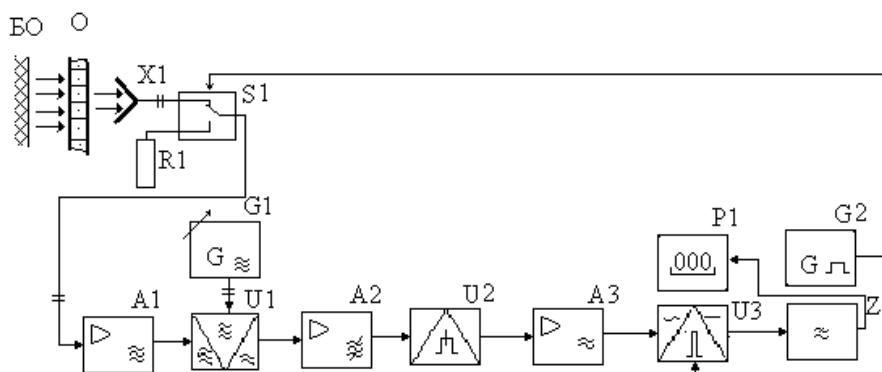 БО О
X1
S1
R1
G1
G
P1
000
G2
G
A1
U1
A2
U2
A3
U3
Z